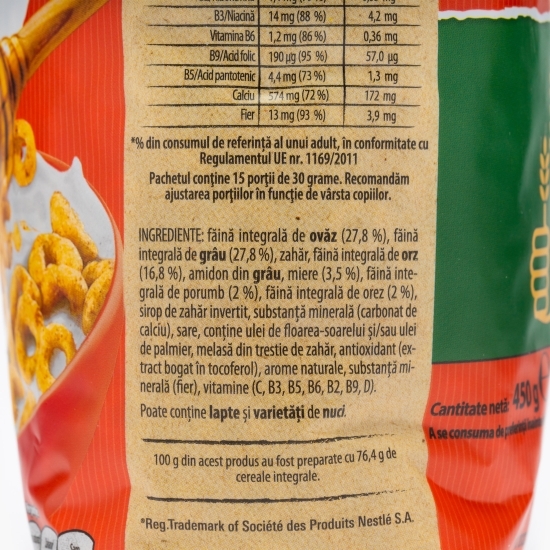 B3/Niacină 14 mg (88 %) 4,2 mg
Vitamina B6 1,2 mg (86 %) 0,36 mg
B9/Acid folic 190 µg (95 %) 57,0 µg
B5/Acid pantotenic 4,4 mg (73 %) 1,3 mg
Calciu 574 mg (72 %) 172 mg
Fier 13 mg (93 %) 3,9 mg
*% din consumul de referință al unui adult, în conformitate cu
Regulamentul UE nr. 1169/2011
Pachetul conține 15 porții de 30 grame. Recomandăm
ajustarea porțiilor în funcție de vârsta copiilor.
INGREDIENTE: făină integrală de ovăz (27,8 %), făină
integrală de grâu (27,8 %), zahăr, făină integrală de orz
(16,8 %), amidon din grâu, miere (3,5 %), făină inte-
grală de porumb (2 %), făină integrală de orez (2 %),
sirop de zahăr invertit, substanță minerală (carbonat de
calciu), sare, conține ulei de floarea-soarelui și/sau ulei
de palmier, melasă din trestie de zahăr, antioxidant (ex-
tract bogat în tocoferol), arome naturale, substanță mi-
nerală (fier), vitamine (C, B3, B5, B6, B2, B9, D).
Poate conține lapte și varietăți de nuci.
Cantitate netă: 450 g
A se consuma de
100 g din acest produs au fost preparate cu 76,4 g de
cereale integrale.
*Reg.Trademark of Société des Produits Nestlé S.A.